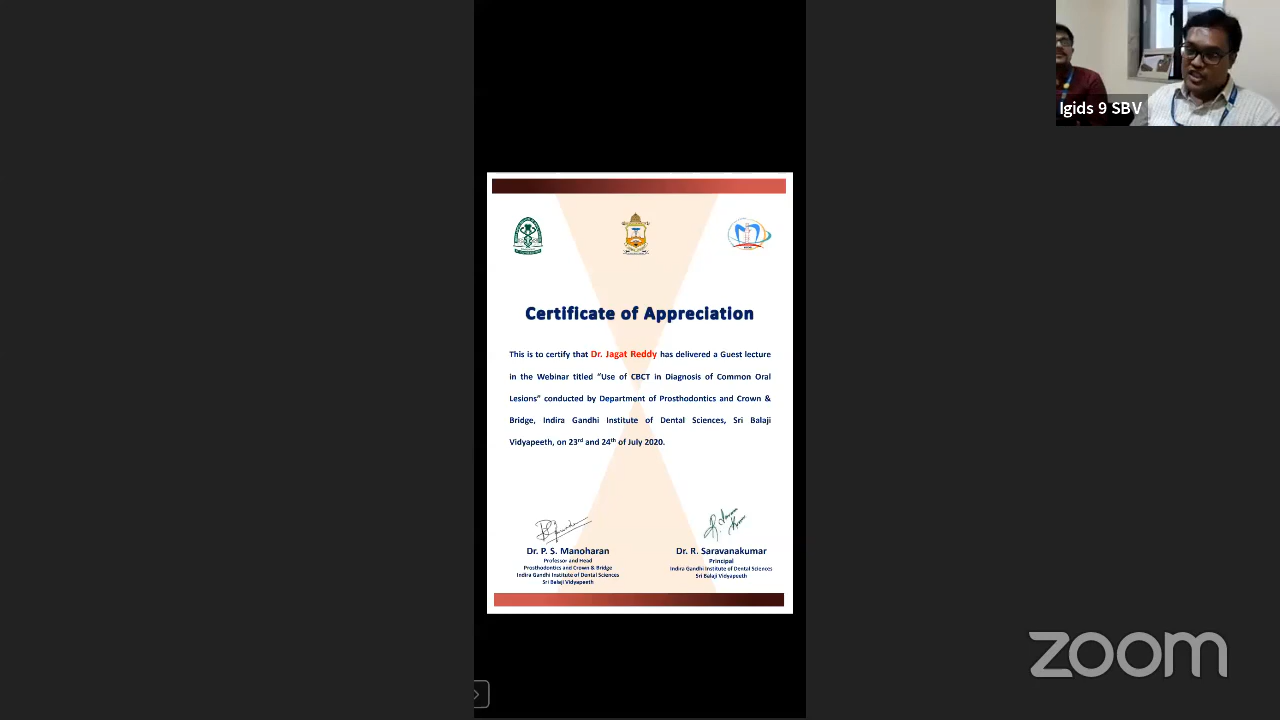 Igids 9 SBV
Certificate of Appreciation
This is to certify that Dr. Jagat Reddy has delivered a Guest lecture
in the Webinar titled “Use of CBCT in Diagnosis of Common Oral
Lesions” conducted by Department of Prosthodontics and Crown &
Bridge, Indira Gandhi Institute of Dental Sciences, Sri Balaji
Vidyapeeth, on 23rd and 24th of July 2020.
Dr. P. S. Manoharan
Professor and Head
Prosthodontics and Crown & Bridge
Indira Gandhi Institute of Dental Sciences
Sri Balaji Vidyapeeth
Dr. R. Saravanakumar
Principal
Indira Gandhi Institute of Dental Sciences
Sri Balaji Vidyapeeth
zoom